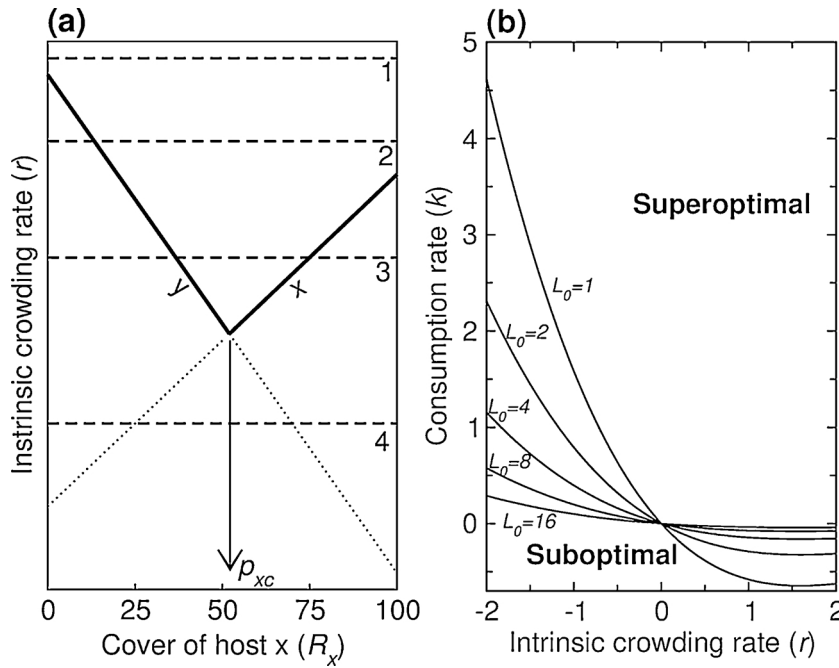 (a)
Instrinsic crowding rate (r)
1
2
3
4
y
x
p_xc
0
25
50
75
100
Cover of host x (R_x)
(b)
Consumption rate (k)
5
4
3
2
1
0
Superoptimal
L_0=1
L_0=2
L_0=4
L_0=8
L_0=16
Suboptimal
-2
-1
0
1
2
Intrinsic crowding rate (r)